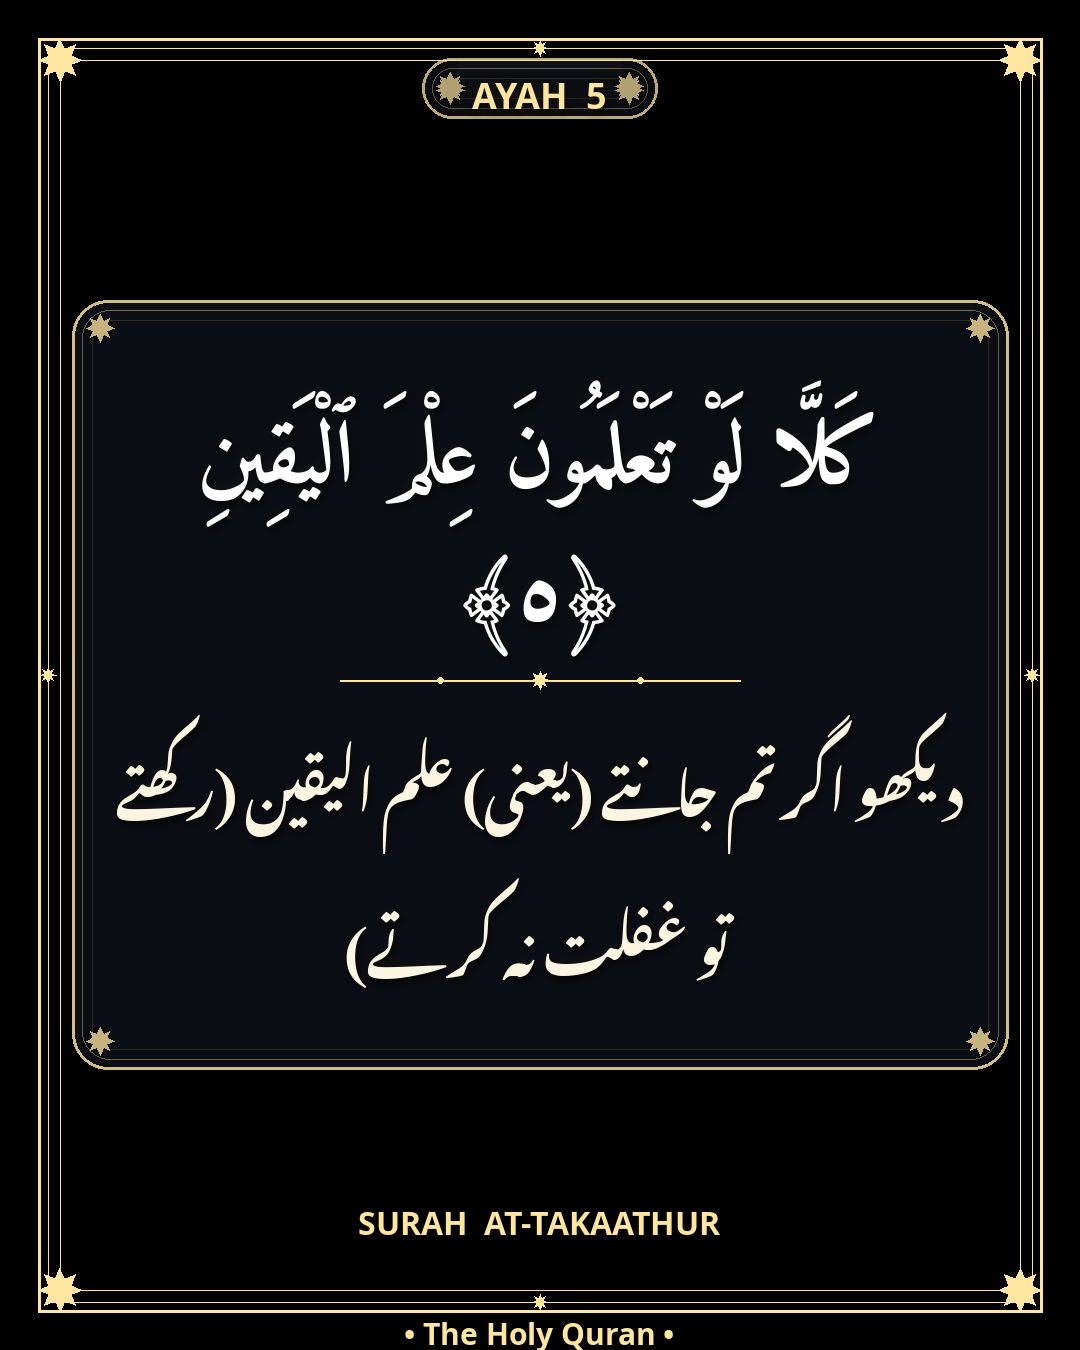 AYAH 5
كَلَّا لَوْ تَعْلَمُونَ عِلْمَ ٱلْيَقِينِ
﴿٥﴾
دیکھو اگر تم جانتے (یعنی) علم الیقین (رکھتے
تو غفلت نہ کرتے)
SURAH AT-TAKAATHUR
• The Holy Quran •